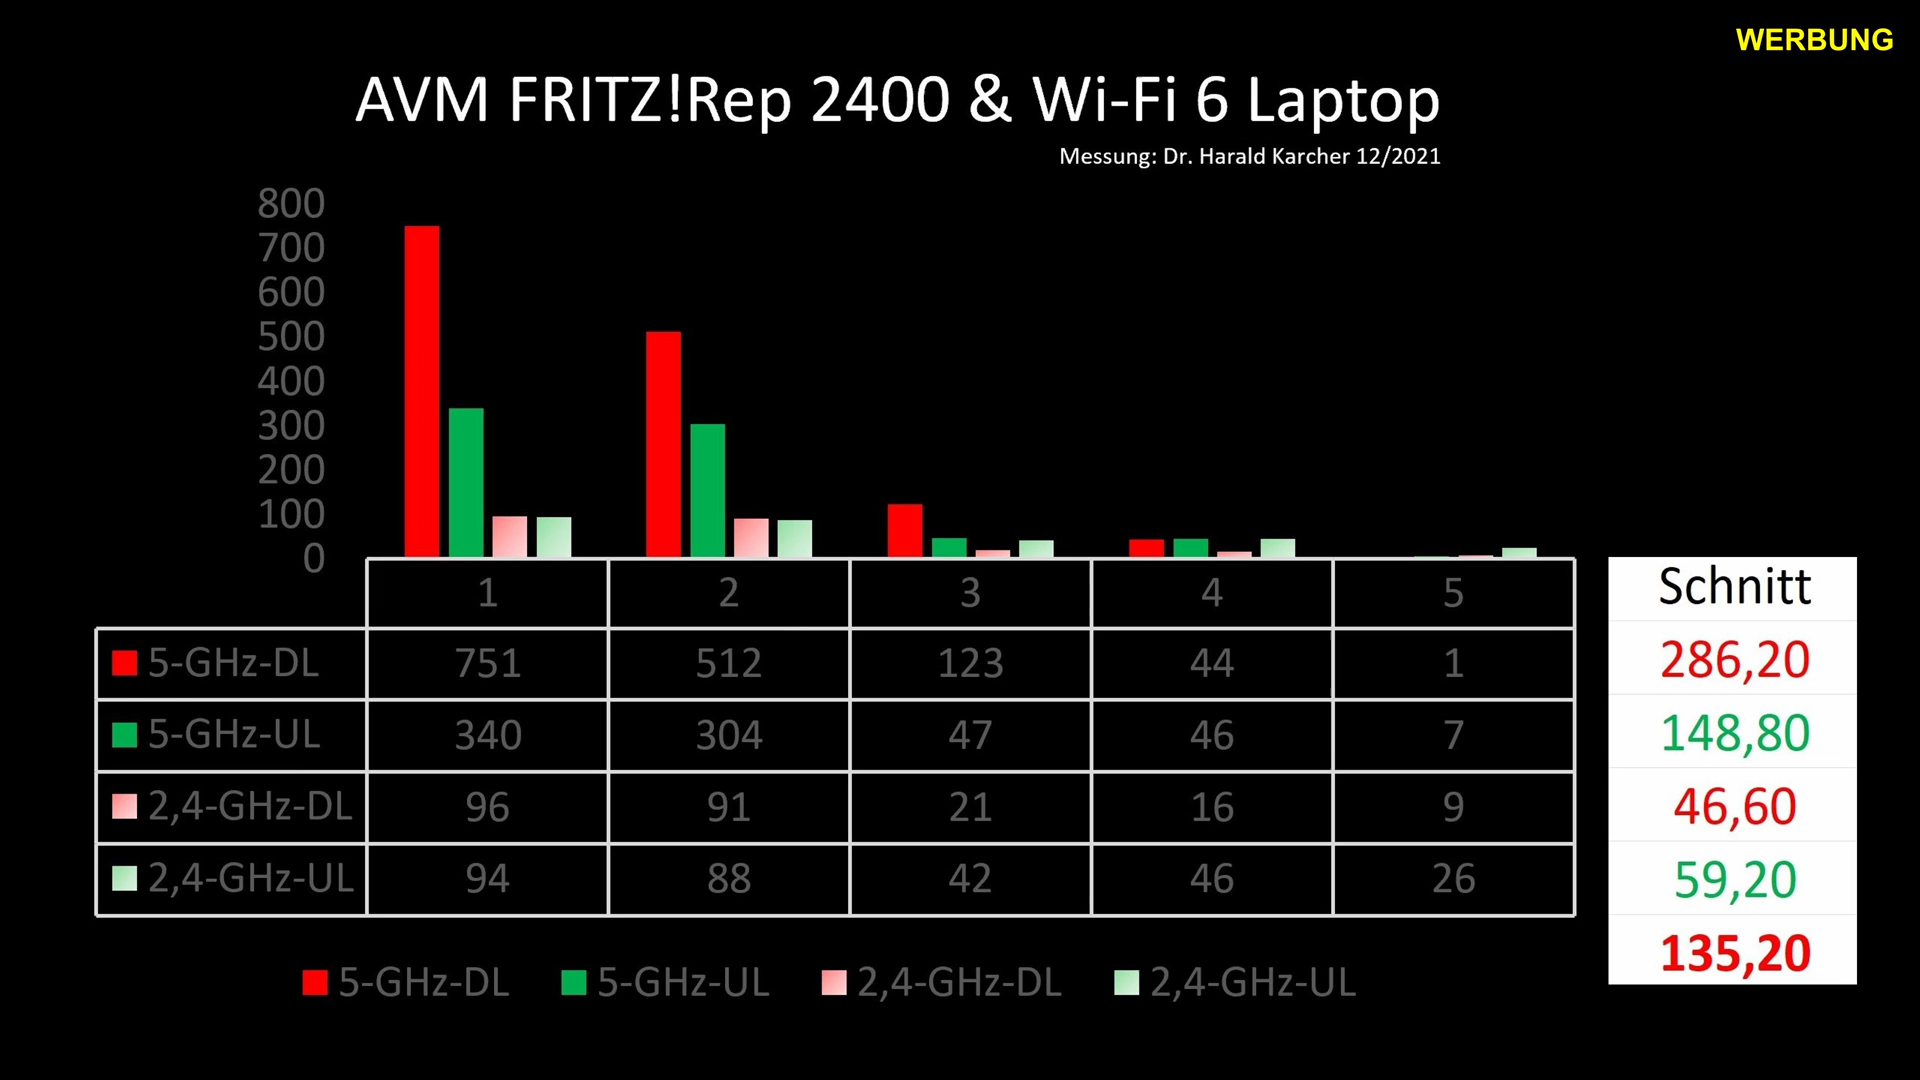 WERBUNG
AVM FRITZ!Rep 2400 & Wi-Fi 6 Laptop
Messung: Dr. Harald Karcher 12/2021
800
700
600
500
400
300
200
100
0
1 2 3 4 5 Schnitt
5-GHz-DL 751 512 123 44 1 286,20
5-GHz-UL 340 304 47 46 7 148,80
2,4-GHz-DL 96 91 21 16 9 46,60
2,4-GHz-UL 94 88 42 46 26 59,20
135,20
5-GHz-DL 5-GHz-UL 2,4-GHz-DL 2,4-GHz-UL